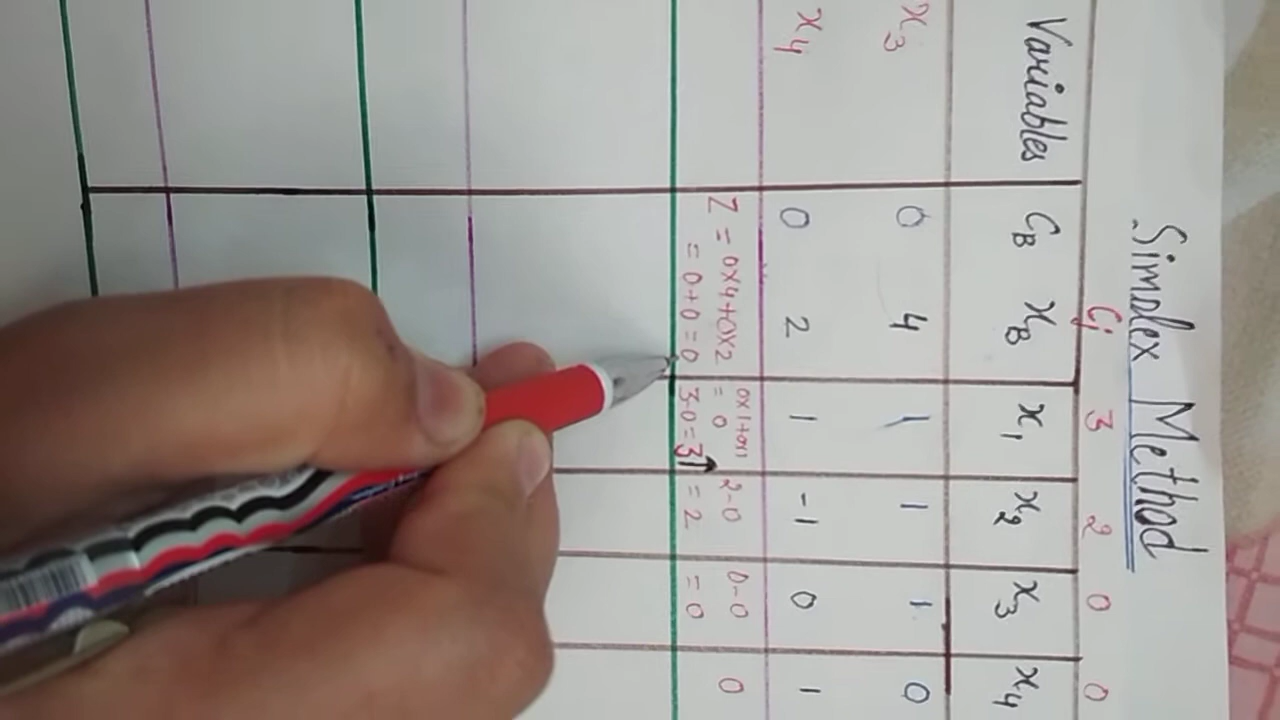 Simplex Method
Cj 3 2 0 0
Variables CB xB x1 x2 x3 x4
x3 0 4 1 1 1 0
x4 0 2 1 -1 0 1
Z = 0x4+0x2 0x1+0x1 2-0 0-0 0
= 0+0=0 = 0 = 2 = 0
3-0=3↑